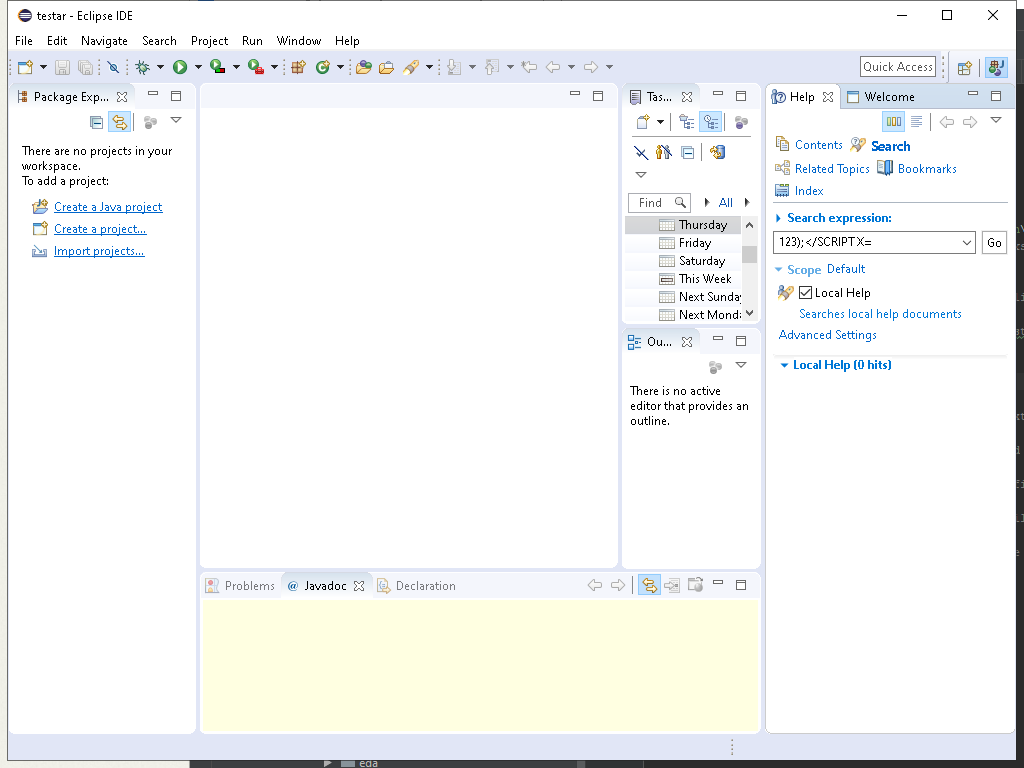 testar - Eclipse IDE
File Edit Navigate Search Project Run Window Help
Quick Access
Package Exp...
There are no projects in your
workspace.
To add a project:
Create a Java project
Create a project...
Import projects...
Tas...
Find
All
Thursday
Friday
Saturday
This Week
Next Sunday
Next Monda
Ou...
There is no active
editor that provides an
outline.
Help
Welcome
Contents Search
Related Topics Bookmarks
Index
Search expression:
123);</SCRIPT X=
Go
Scope Default
Local Help
Searches local help documents
Advanced Settings
Local Help (0 hits)
Problems @ Javadoc Declaration
eda